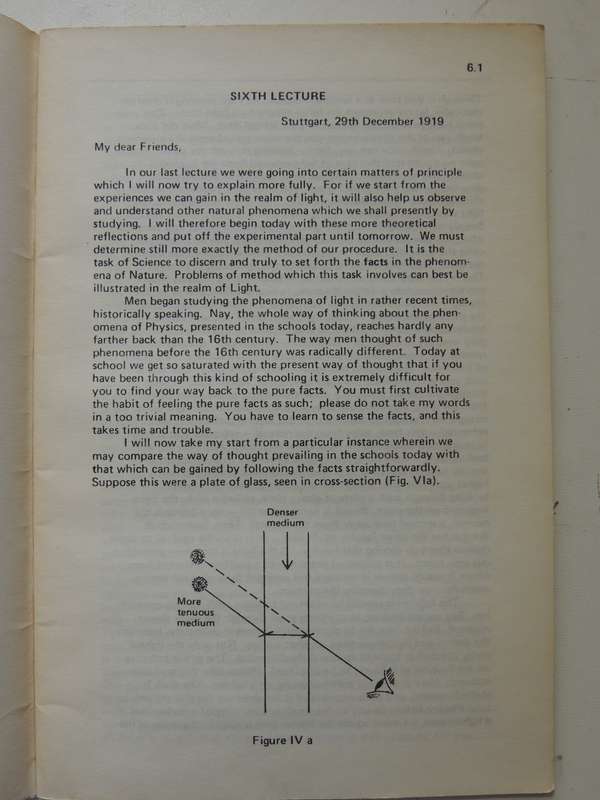 6.1
SIXTH LECTURE
Stuttgart, 29th December 1919
My dear Friends,
In our last lecture we were going into certain matters of principle
which I will now try to explain more fully. For if we start from the
experiences we can gain in the realm of light, it will also help us observe
and understand other natural phenomena which we shall presently by
studying. I will therefore begin today with these more theoretical
reflections and put off the experimental part until tomorrow. We must
determine still more exactly the method of our procedure. It is the
task of Science to discern and truly to set forth the facts in the phenom-
ena of Nature. Problems of method which this task involves can best be
illustrated in the realm of Light.
Men began studying the phenomena of light in rather recent times,
historically speaking. Nay, the whole way of thinking about the phen-
omena of Physics, presented in the schools today, reaches hardly any
farther back than the 16th century. The way men thought of such
phenomena before the 16th century was radically different. Today at
school we get so saturated with the present way of thought that if you
have been through this kind of schooling it is extremely difficult for
you to find your way back to the pure facts. You must first cultivate
the habit of feeling the pure facts as such; please do not take my words
in a too trivial meaning. You have to learn to sense the facts, and this
takes time and trouble.
I will now take my start from a particular instance wherein we
may compare the way of thought prevailing in the schools today with
that which can be gained by following the facts straightforwardly.
Suppose this were a plate of glass, seen in cross-section (Fig. VIa).
Denser
medium
More
tenuous
medium
Figure IV a